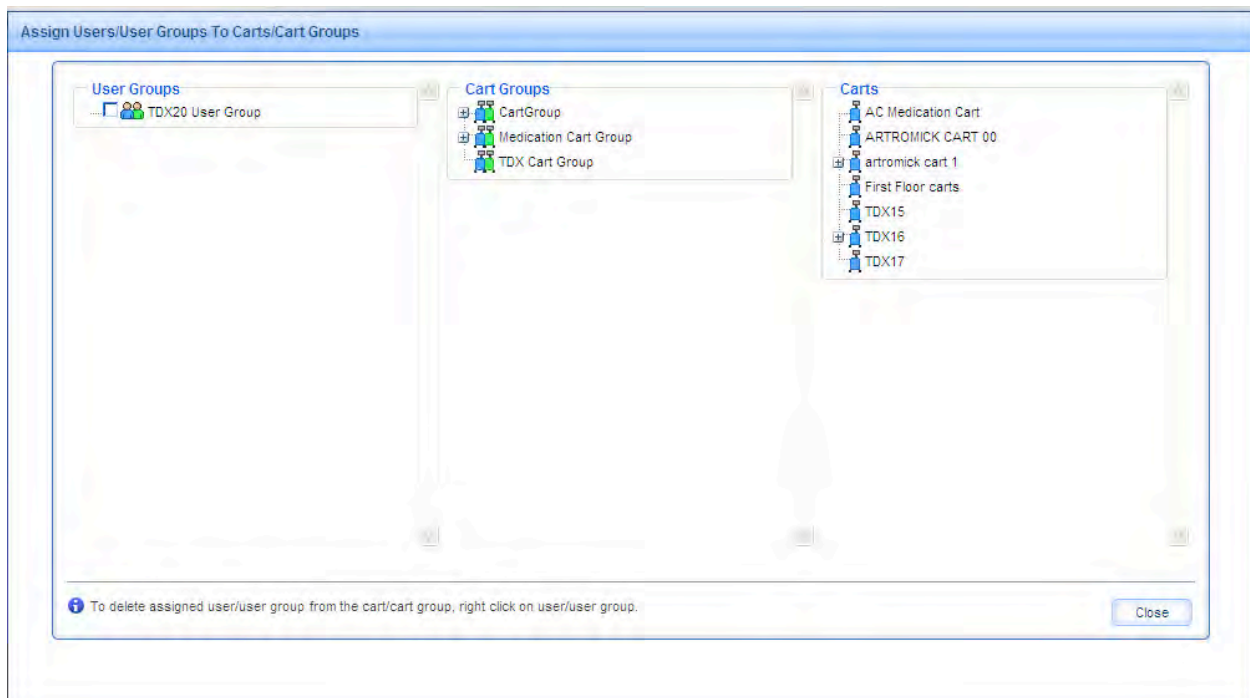 Assign Users/User Groups To Carts/Cart Groups
User Groups
TDX20 User Group
Cart Groups
CartGroup
Medication Cart Group
TDX Cart Group
Carts
AC Medication Cart
ARTROMICK CART 00
artromick cart 1
First Floor carts
TDX15
TDX16
TDX17
To delete assigned user/user group from the cart/cart group, right click on user/user group.
Close